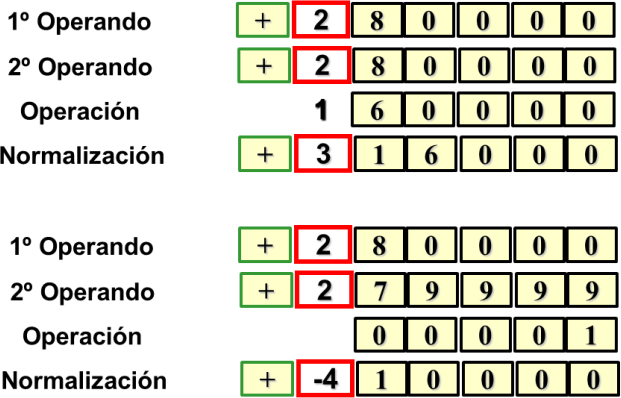 1º Operando + 2 8 0 0 0 0
2º Operando + 2 8 0 0 0 0
Operación 1 6 0 0 0 0
Normalización + 3 1 6 0 0 0
1º Operando + 2 8 0 0 0 0
2º Operando + 2 7 9 9 9 9
Operación 0 0 0 0 1
Normalización + -4 1 0 0 0 0